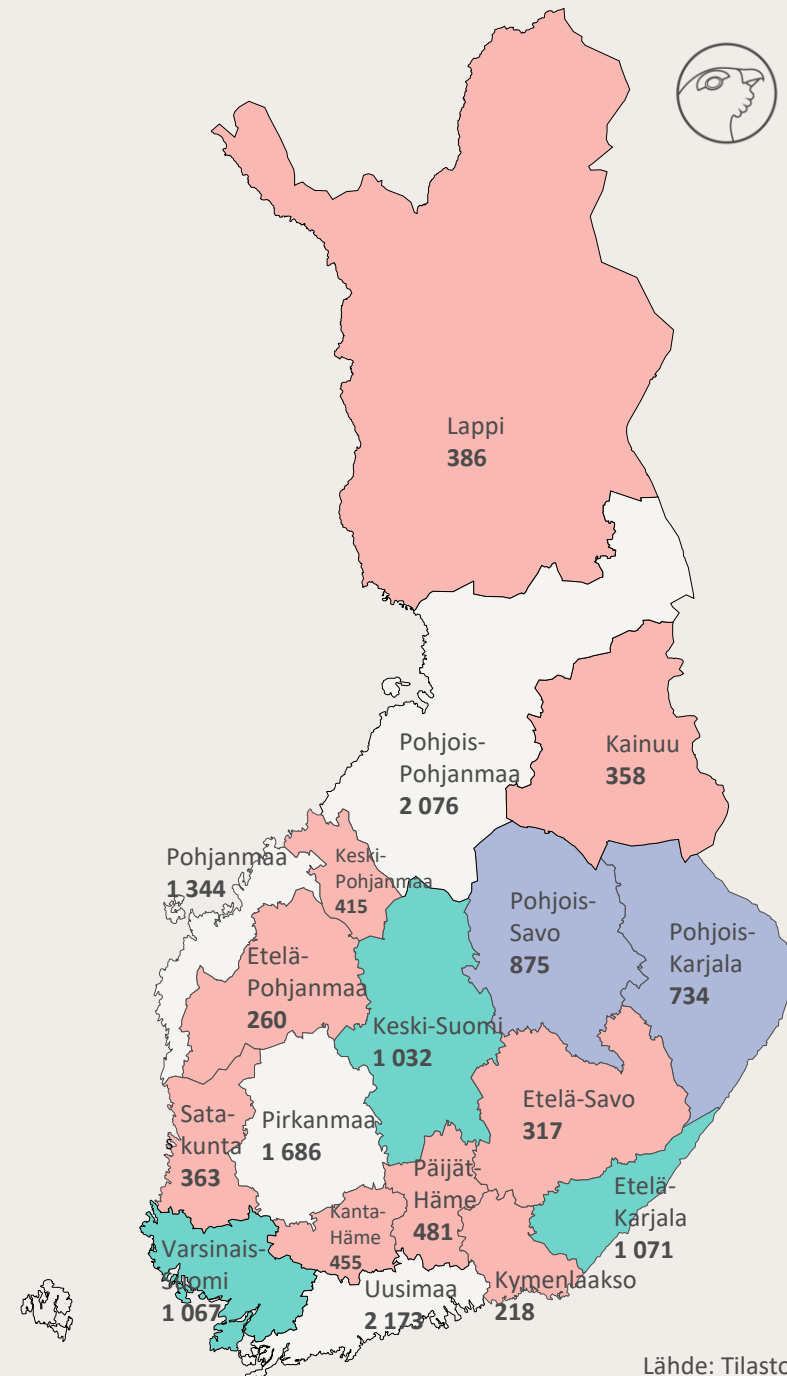 Lappi
386
Pohjois-
Pohjanmaa
2 076
Kainuu
358
Pohjanmaa
1 344
Keski-
Pohjanmaa
415
Pohjois-
Savo
875
Pohjois-
Karjala
734
Etelä-
Pohjanmaa
260
Keski-Suomi
1 032
Etelä-Savo
317
Sata-
kunta
363
Pirkanmaa
1 686
Päijät-
Häme
481
Etelä-
Karjala
1 071
Kanta-
Häme
455
Varsinais-
Suomi
1 067
Uusimaa
2 173
Kymenlaakso
218
Lähde: Tilasto